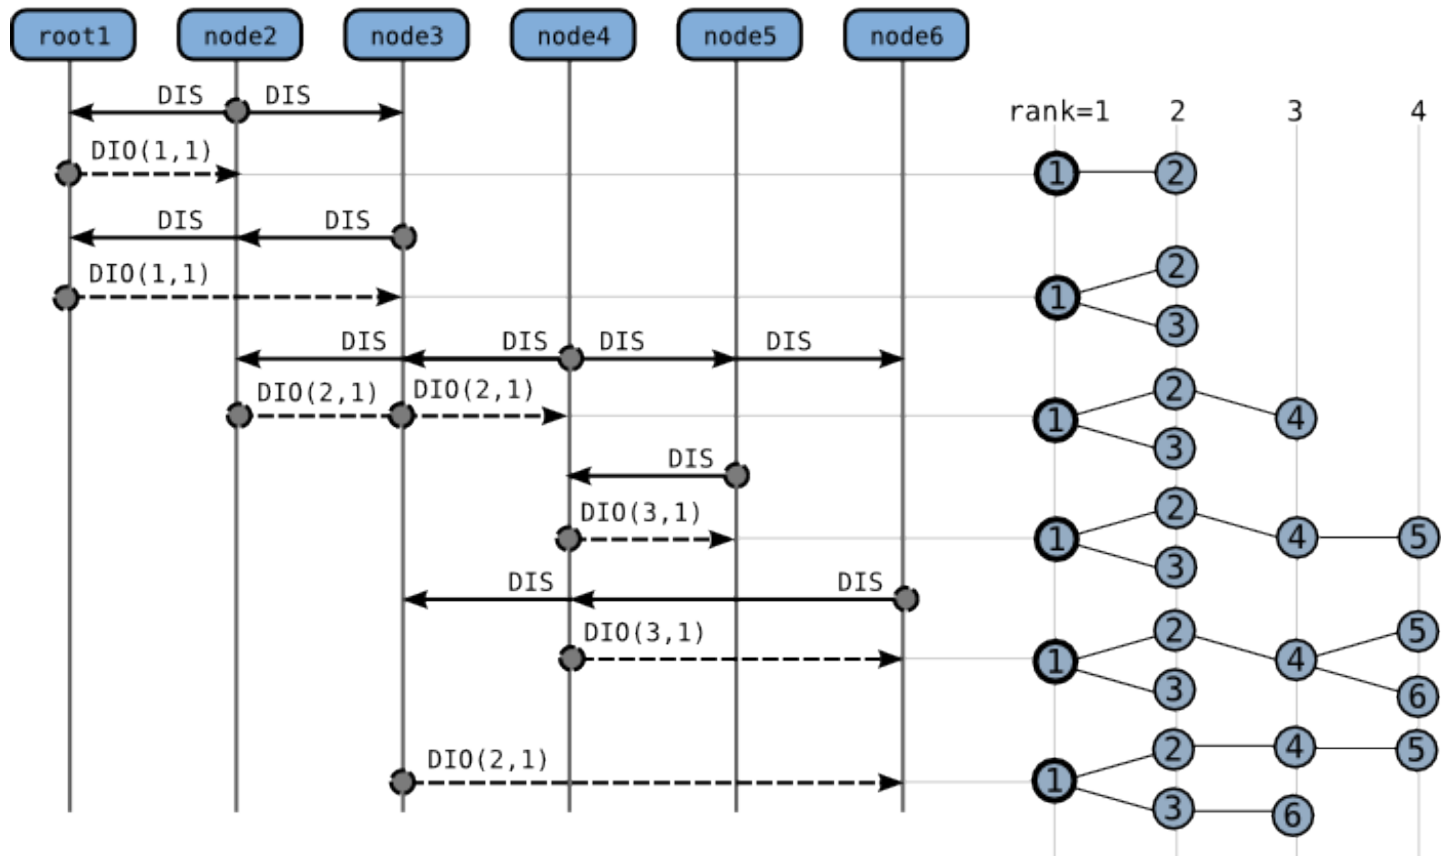 root1 node2 node3 node4 node5 node6
DIS DIS
rank=1 2 3 4
DIO(1,1)
1 2
DIS DIS
2
DIO(1,1)
1
3
DIS DIS DIS DIS
DIO(2,1) DIO(2,1)
2
1 4
3
DIS
DIO(3,1)
2
1 4 5
3
DIS DIS
DIO(3,1)
2 5
1 4
3 6
DIO(2,1)
2 4 5
1
3 6